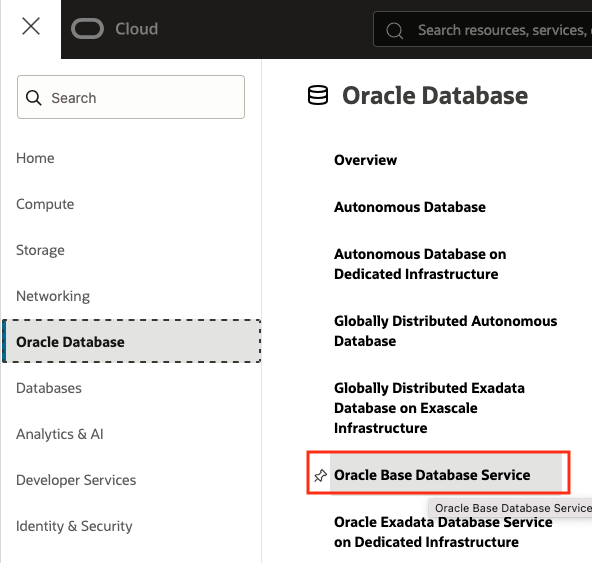 Cloud
Search resources, services,
Search
Home
Compute
Storage
Networking
Oracle Database
Databases
Analytics & AI
Developer Services
Identity & Security
Oracle Database
Overview
Autonomous Database
Autonomous Database on
Dedicated Infrastructure
Globally Distributed Autonomous
Database
Globally Distributed Exadata
Database on Exascale
Infrastructure
Oracle Base Database Service
Oracle Base Database Service
Oracle Exadata Database Service
on Dedicated Infrastructure